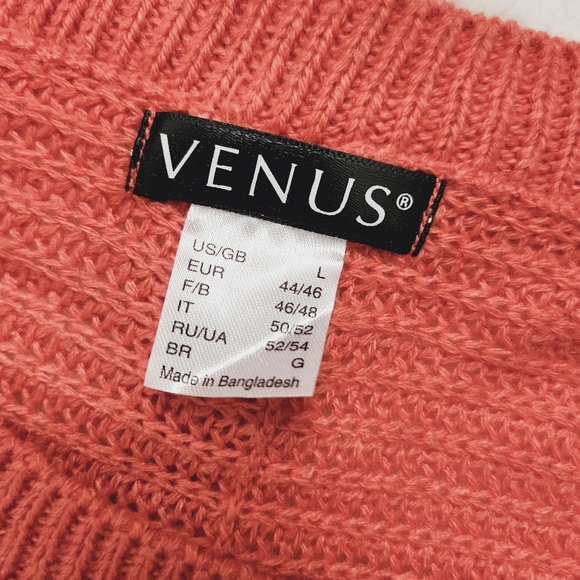 VENUS®
US/GB L
EUR 44/46
F/B 46/48
IT 50/52
RU/UA 52/54
BR G
Made in Bangladesh